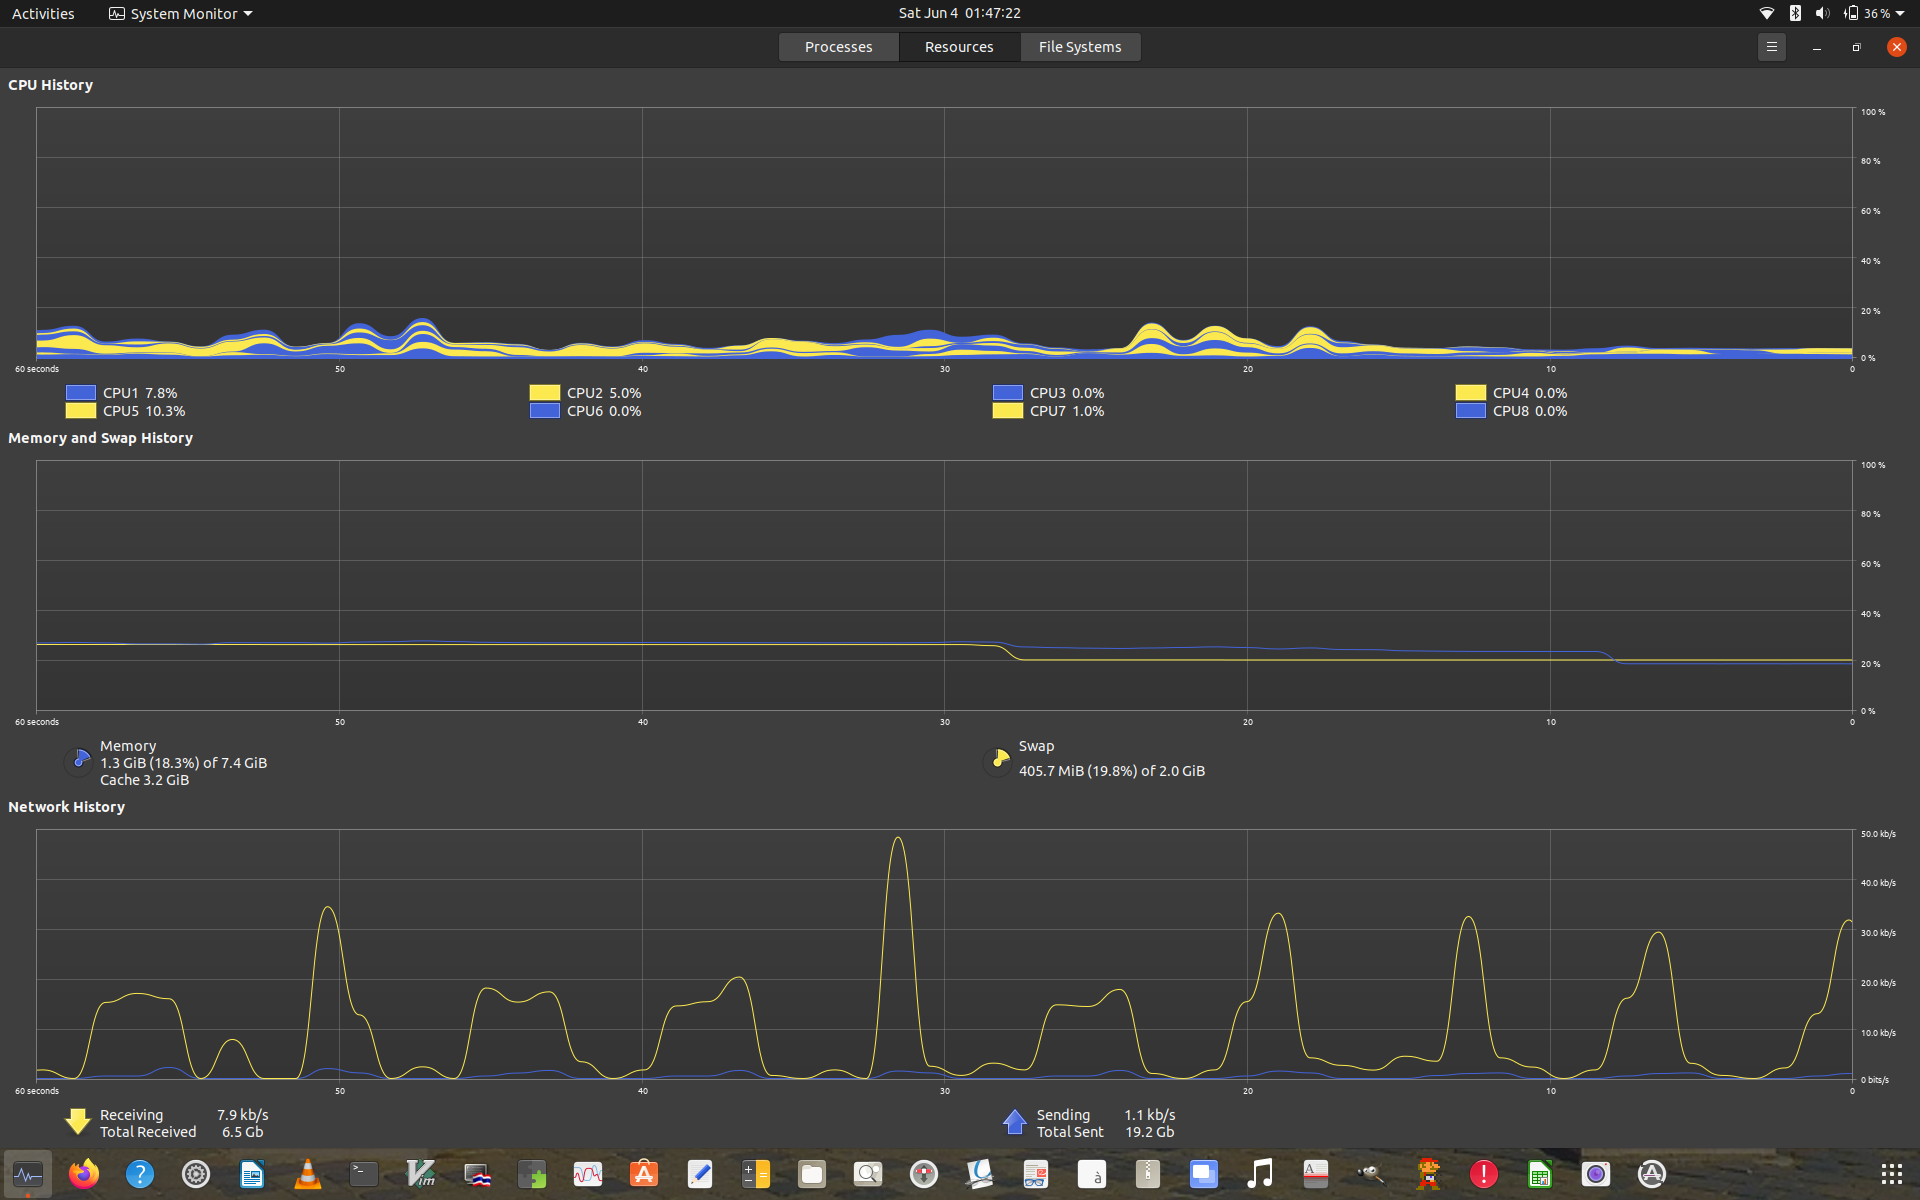 Activities System Monitor Sat Jun 4 01:47:22 36 %
Processes Resources File Systems
CPU History
100 %
80 %
60 %
40 %
20 %
0 %
60 seconds 50 40 30 20 10 0
CPU1 7.8% CPU2 5.0% CPU3 0.0% CPU4 0.0%
CPU5 10.3% CPU6 0.0% CPU7 1.0% CPU8 0.0%
Memory and Swap History
100 %
80 %
60 %
40 %
20 %
0 %
60 seconds 50 40 30 20 10 0
Memory
1.3 GiB (18.3%) of 7.4 GiB
Cache 3.2 GiB
Swap
405.7 MiB (19.8%) of 2.0 GiB
Network History
50.0 kb/s
40.0 kb/s
30.0 kb/s
20.0 kb/s
10.0 kb/s
0 bits/s
60 seconds 50 40 30 20 10 0
Receiving 7.9 kb/s
Total Received 6.5 Gb
Sending 1.1 kb/s
Total Sent 19.2 Gb